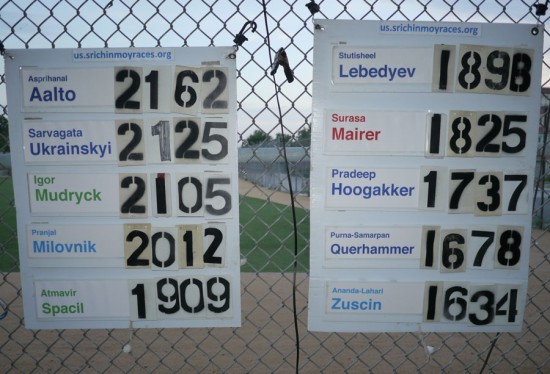 us.srichinmoyraces.org
Asprihanal
Aalto 2162
Sarvagata
Ukrainskyi 2125
Igor
Mudryck 2105
Pranjal
Milovnik 2012
Atmavir
Spacil 1909
us.srichinmoyraces.org
Stutisheel
Lebedyev 1898
Surasa
Mairer 1825
Pradeep
Hoogakker 1737
Purna-Samarpan
Querhammer 1678
Ananda-Lahari
Zuscin 1634